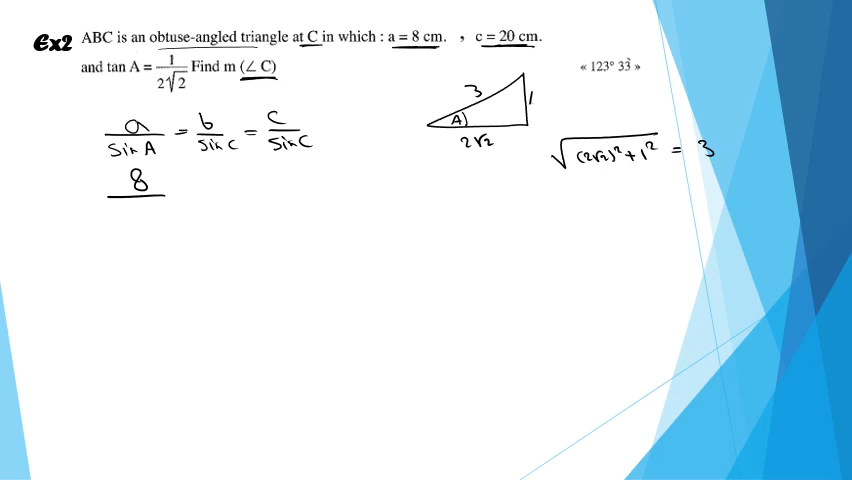 Ex2 ABC is an obtuse-angled triangle at C in which : a = 8 cm. , c = 20 cm.
and tan A = 1/(2√2) Find m (∠ C) « 123° 33′ »
a/sin A = b/sin C = c/sin C
8
3
1
A
2√2
√((2√2)² + 1²) = 3